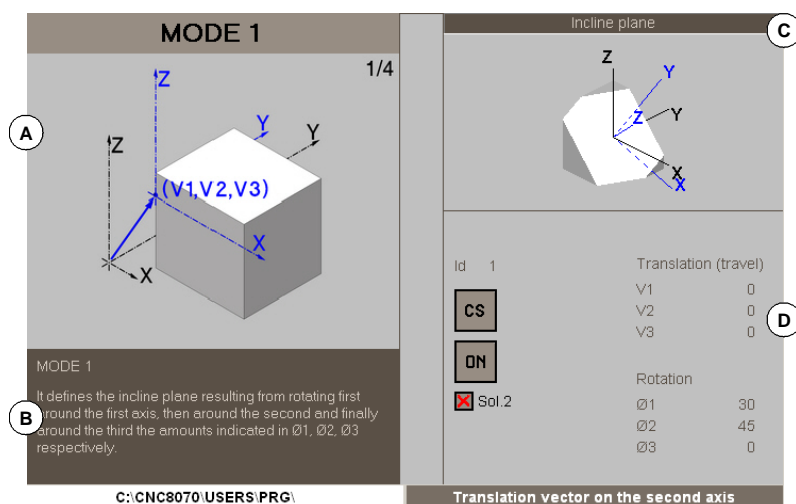 MODE 1
1/4
Z
Z
Y
Y
(V1,V2,V3)
X
X
A
MODE 1
It defines the incline plane resulting from rotating first
around the first axis, then around the second and finally
around the third the amounts indicated in Ø1, Ø2, Ø3
respectively.
B
C:\CNC8070\USERS\PRG\
Incline plane
C
Z
Y
Z
Y
X
X
Id 1
CS
ON
Sol.2
Translation (travel)
V1 0
V2 0
V3 0
D
Rotation
Ø1 30
Ø2 45
Ø3 0
Translation vector on the second axis